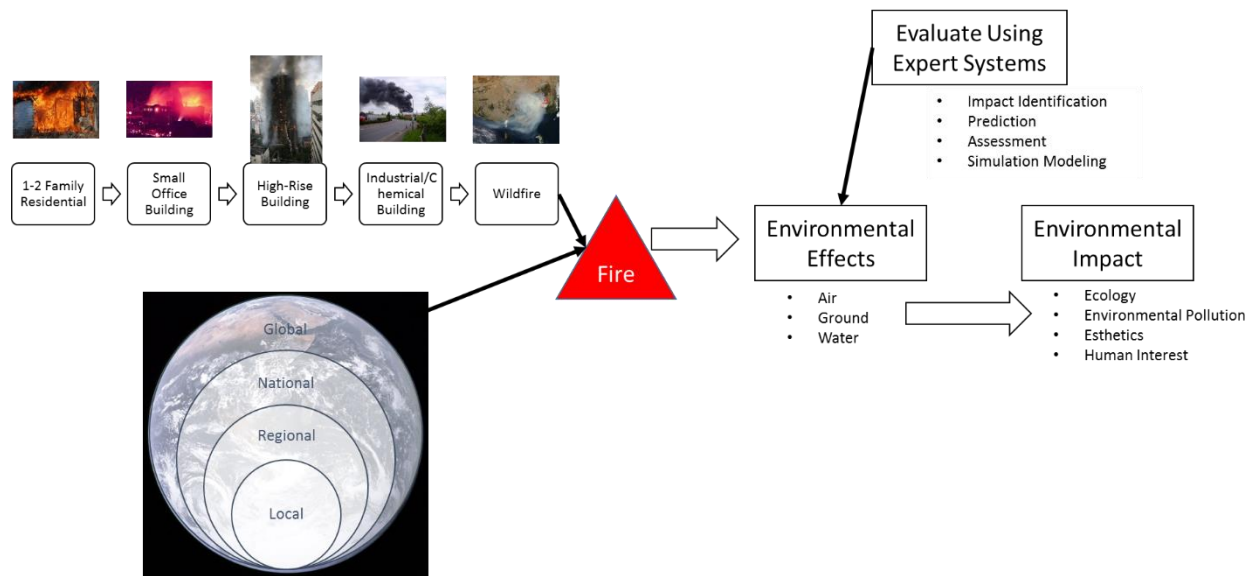 Evaluate Using
Expert Systems
• Impact Identification
• Prediction
• Assessment
• Simulation Modeling
1-2 Family
Residential
Small
Office
Building
High-Rise
Building
Industrial/C
hemical
Building
Wildfire
Fire
Environmental
Effects
• Air
• Ground
• Water
Environmental
Impact
• Ecology
• Environmental Pollution
• Esthetics
• Human Interest
Global
National
Regional
Local